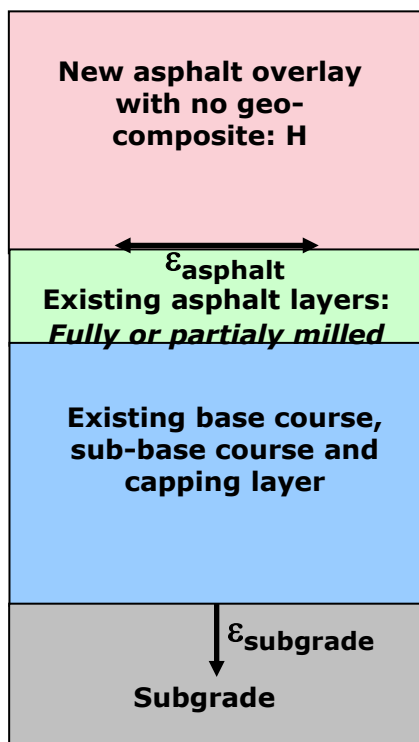 New asphalt overlay
with no geo-
composite: H
εasphalt
Existing asphalt layers:
Fully or partialy milled
Existing base course,
sub-base course and
capping layer
εsubgrade
Subgrade